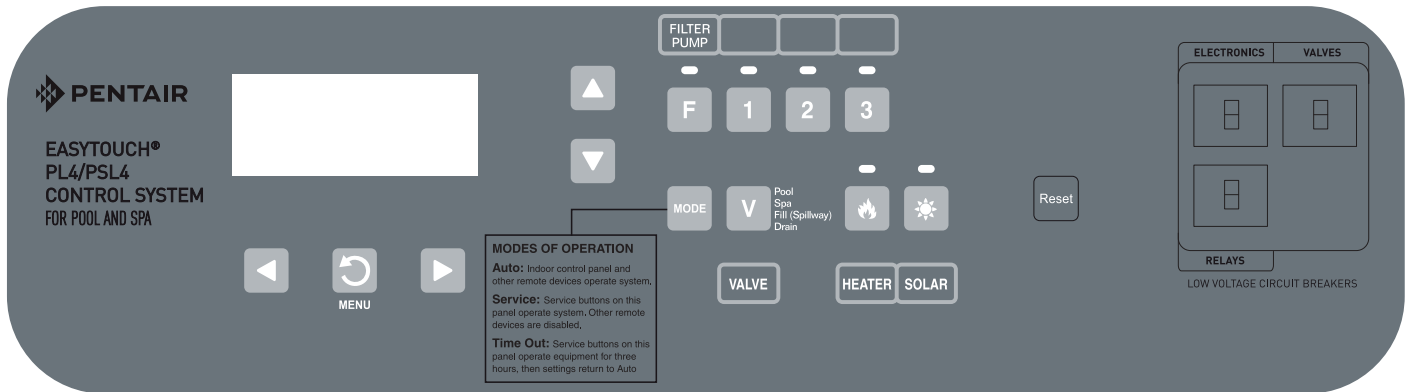 PENTAIR
EASYTOUCH®
PL4/PSL4
CONTROL SYSTEM
FOR POOL AND SPA
MENU
FILTER
PUMP
F
1
2
3
MODE
V
Pool
Spa
Fill (Spillway)
Drain
MODES OF OPERATION
Auto: Indoor control panel and
other remote devices operate system.
Service: Service buttons on this
panel operate system. Other remote
devices are disabled.
Time Out: Service buttons on this
panel operate equipment for three
hours, then settings return to Auto
VALVE
HEATER
SOLAR
Reset
ELECTRONICS
VALVES
RELAYS
LOW VOLTAGE CIRCUIT BREAKERS